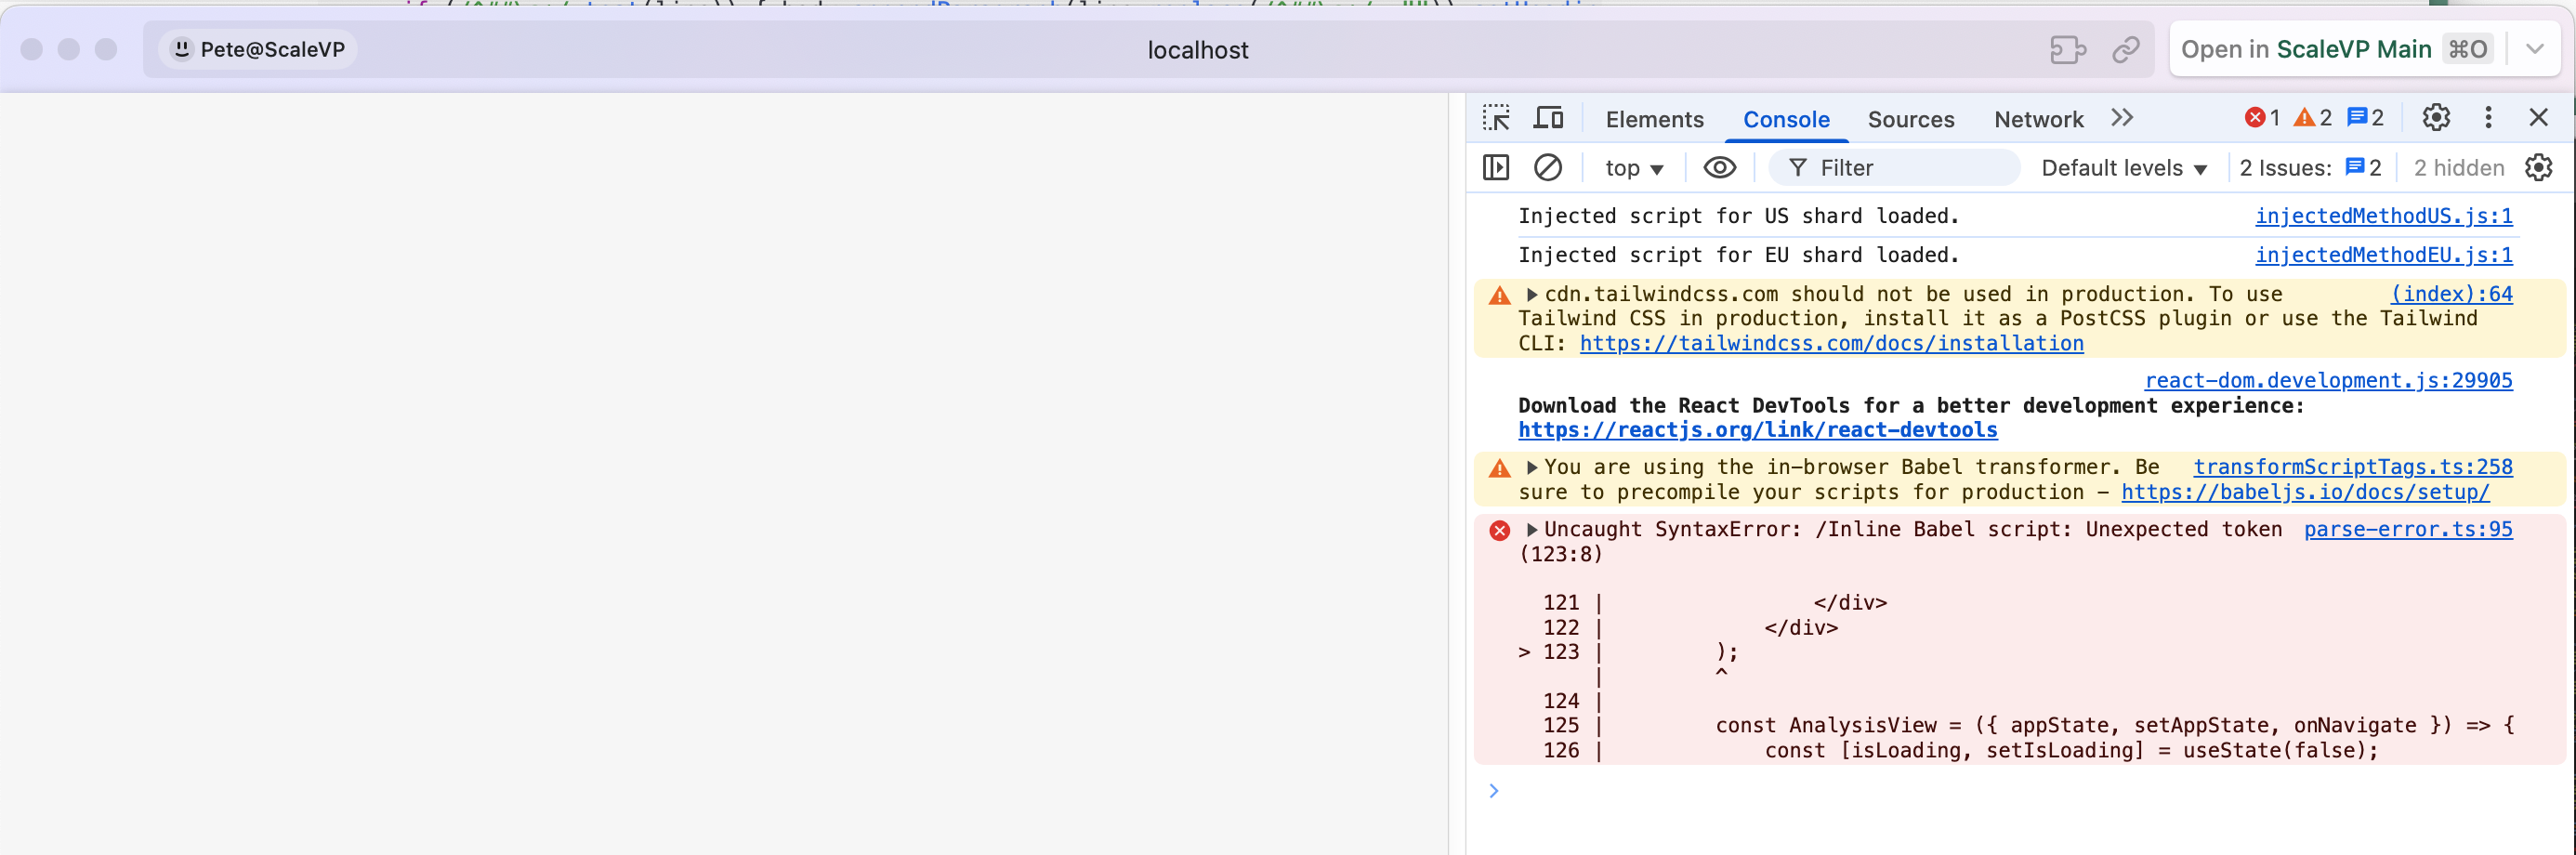 Pete@ScaleVP
localhost
Open in ScaleVP Main ⌘O
Elements Console Sources Network 1 2 2
top Filter Default levels 2 Issues: 2 2 hidden
Injected script for US shard loaded. injectedMethodUS.js:1
Injected script for EU shard loaded. injectedMethodEU.js:1
cdn.tailwindcss.com should not be used in production. To use (index):64
Tailwind CSS in production, install it as a PostCSS plugin or use the Tailwind
CLI: https://tailwindcss.com/docs/installation
react-dom.development.js:29905
Download the React DevTools for a better development experience:
https://reactjs.org/link/react-devtools
You are using the in-browser Babel transformer. Be transformScriptTags.ts:258
sure to precompile your scripts for production – https://babeljs.io/docs/setup/
Uncaught SyntaxError: /Inline Babel script: Unexpected token parse-error.ts:95
(123:8)
121 | </div>
122 | </div>
> 123 | );
| ^
124 |
125 | const AnalysisView = ({ appState, setAppState, onNavigate }) => {
126 | const [isLoading, setIsLoading] = useState(false);